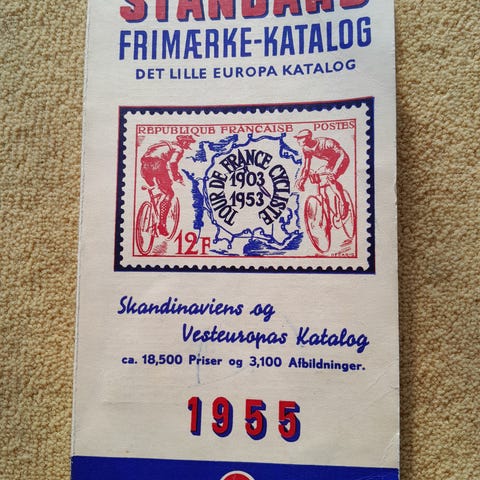 STANDARD
FRIMÆRKE-KATALOG
DET LILLE EUROPA KATALOG
REPUBLIQUE FRANÇAISE POSTES
TOUR DE FRANCE CYCLISTE
1903
1953
12F
Skandinaviens og
Vesteuropas Katalog
ca. 18,500 Priser og 3,100 Afbildninger.
1955